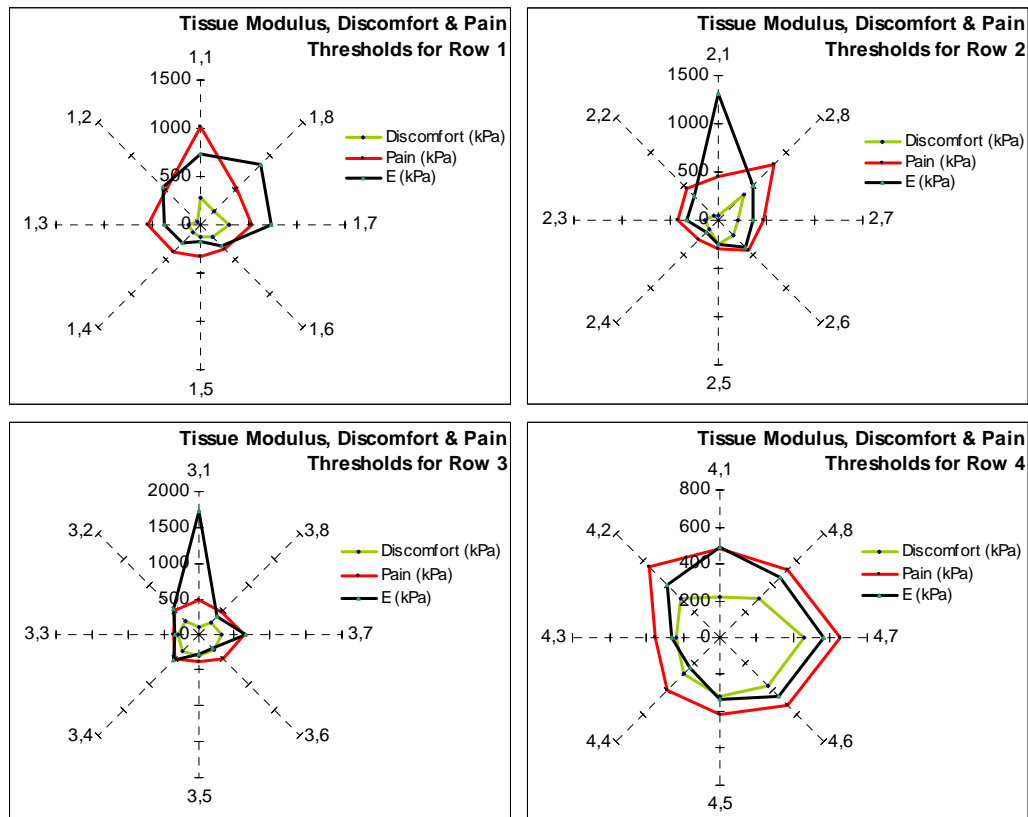 Tissue Modulus, Discomfort & Pain
Thresholds for Row 1
1,1
1500
1,2
1,8
1000
Discomfort (kPa)
Pain (kPa)
500
E (kPa)
1,3
0
1,7
1,4
1,6
1,5
Tissue Modulus, Discomfort & Pain
Thresholds for Row 2
2,1
1500
2,2
2,8
1000
Discomfort (kPa)
Pain (kPa)
500
E (kPa)
2,3
0
2,7
2,4
2,6
2,5
Tissue Modulus, Discomfort & Pain
Thresholds for Row 3
3,1
2000
3,2
3,8
1500
Discomfort (kPa)
1000
Pain (kPa)
500
E (kPa)
3,3
0
3,7
3,4
3,6
3,5
Tissue Modulus, Discomfort & Pain
Thresholds for Row 4
4,1
800
4,2
4,8
600
Discomfort (kPa)
400
Pain (kPa)
200
E (kPa)
4,3
0
4,7
4,4
4,6
4,5